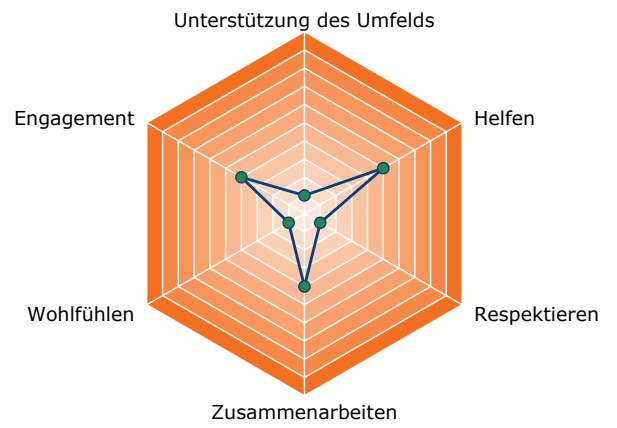 Unterstützung des Umfelds
Engagement
Helfen
Wohlfühlen
Respektieren
Zusammenarbeiten